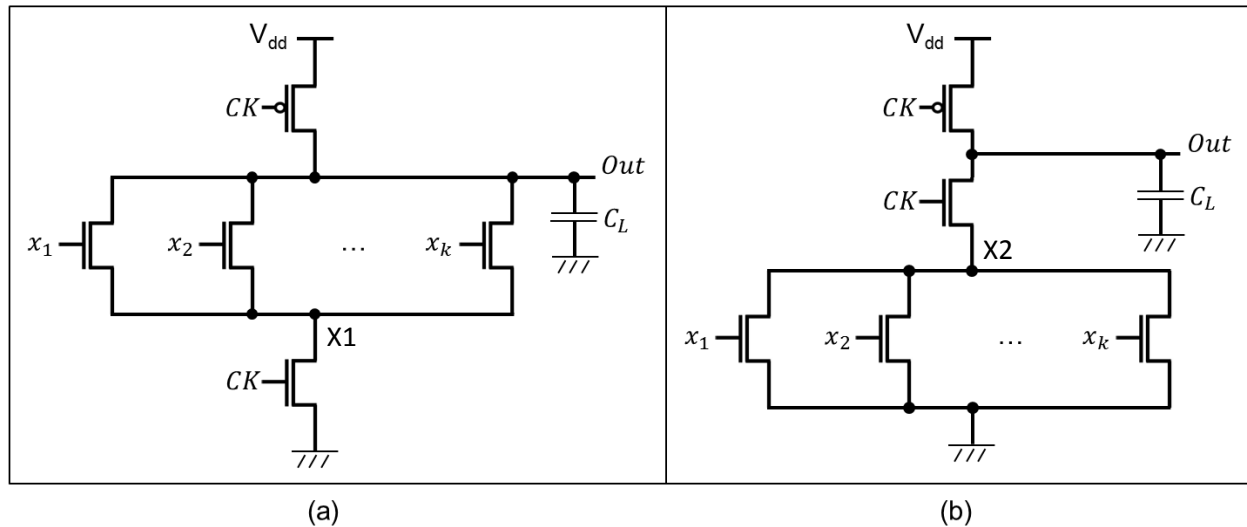 V_dd
CK
Out
C_L
x_1
x_2
...
x_k
X1
CK
(a)
V_dd
CK
Out
CK
C_L
X2
x_1
x_2
...
x_k
(b)